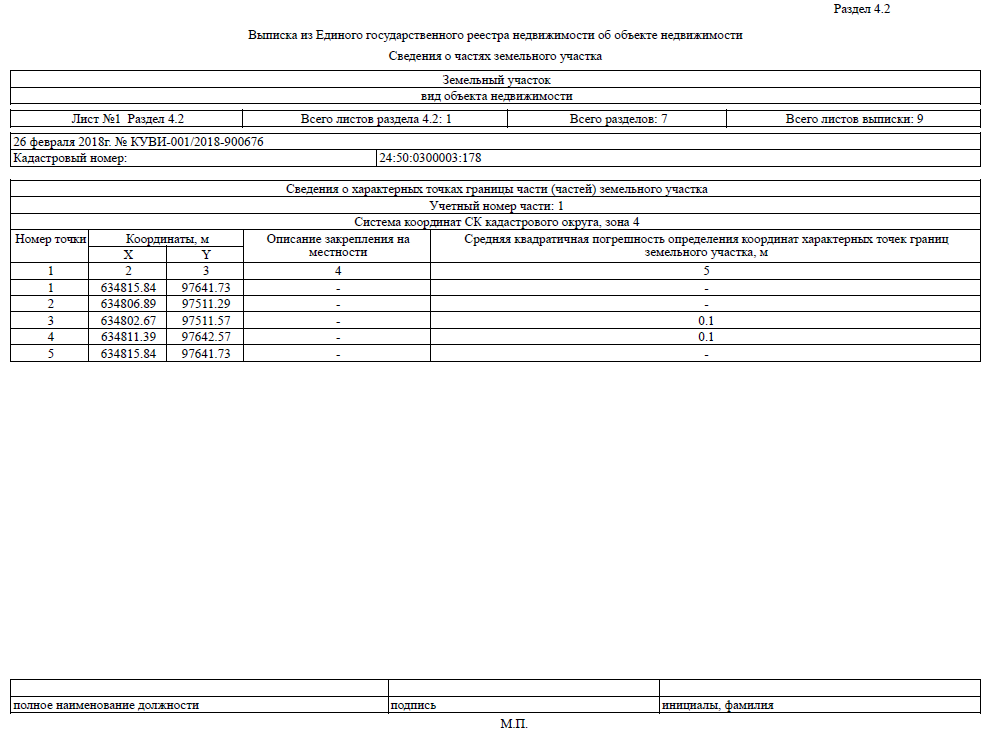 Раздел 4.2
Выписка из Единого государственного реестра недвижимости об объекте недвижимости
Сведения о частях земельного участка
Земельный участок
вид объекта недвижимости
Лист №1 Раздел 4.2 Всего листов раздела 4.2: 1 Всего разделов: 7 Всего листов выписки: 9
26 февраля 2018г. № КУВИ-001/2018-900676
Кадастровый номер: 24:50:0300003:178
Сведения о характерных точках границы части (частей) земельного участка
Учетный номер части: 1
Система координат СК кадастрового округа, зона 4
Номер точки Координаты, м Описание закрепления на местности Средняя квадратичная погрешность определения координат характерных точек границ земельного участка, м
X Y
1 2 3 4 5
1 634815.84 97641.73 - -
2 634806.89 97511.29 - -
3 634802.67 97511.57 - 0.1
4 634811.39 97642.57 - 0.1
5 634815.84 97641.73 - -
полное наименование должности подпись инициалы, фамилия
М.П.